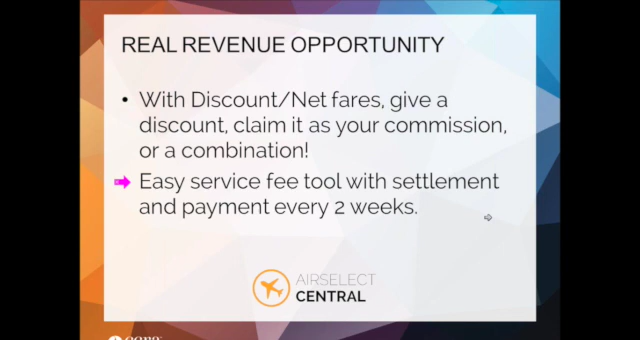 REAL REVENUE OPPORTUNITY
• With Discount/Net fares, give a
discount, claim it as your commission,
or a combination!
Easy service fee tool with settlement
and payment every 2 weeks.
AIRSELECT
CENTRAL